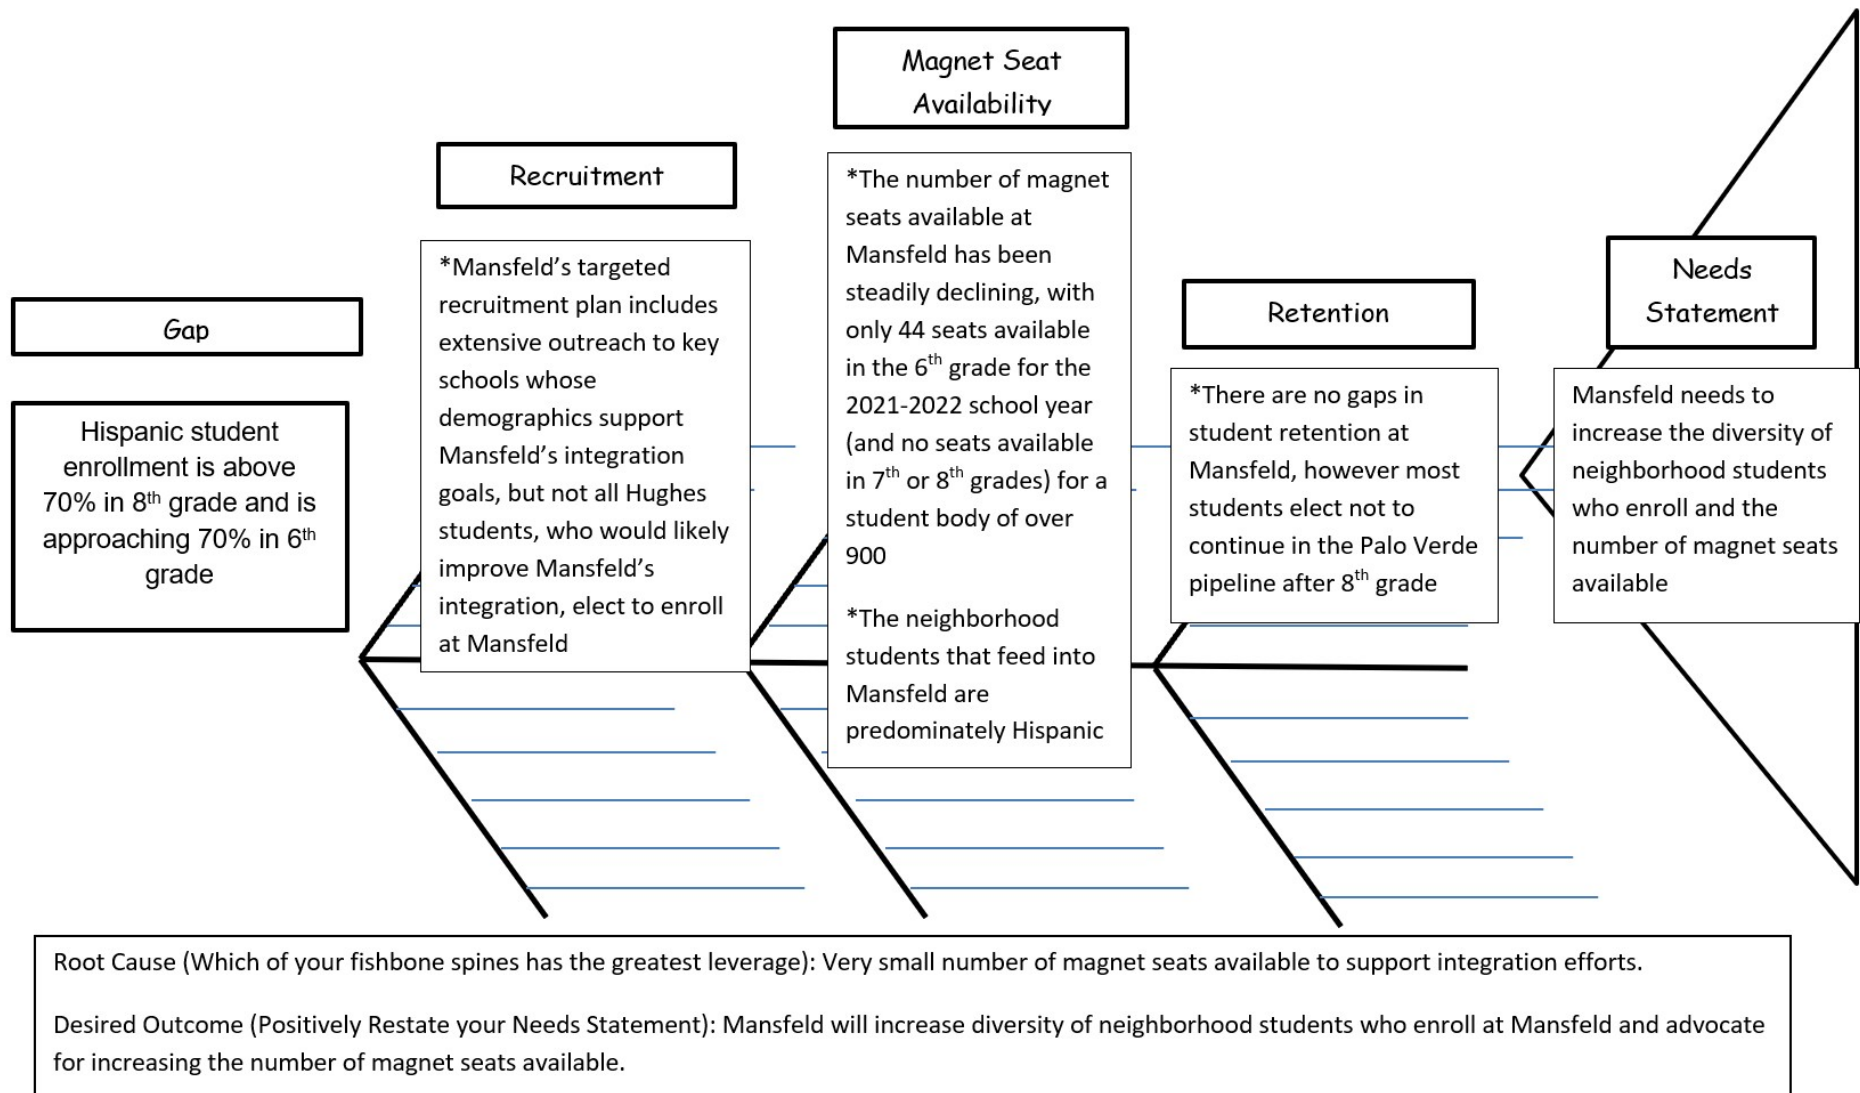 Gap
Hispanic student
enrollment is above
70% in 8th grade and is
approaching 70% in 6th
grade
Recruitment
*Mansfeld’s targeted
recruitment plan includes
extensive outreach to key
schools whose
demographics support
Mansfeld’s integration
goals, but not all Hughes
students, who would likely
improve Mansfeld’s
integration, elect to enroll
at Mansfeld
Magnet Seat
Availability
*The number of magnet
seats available at
Mansfeld has been
steadily declining, with
only 44 seats available
in the 6th grade for the
2021-2022 school year
(and no seats available
in 7th or 8th grades) for a
student body of over
900
*The neighborhood
students that feed into
Mansfeld are
predominately Hispanic
Retention
*There are no gaps in
student retention at
Mansfeld, however most
students elect not to
continue in the Palo Verde
pipeline after 8th grade
Needs
Statement
Mansfeld needs to
increase the diversity of
neighborhood students
who enroll and the
number of magnet seats
available
Root Cause (Which of your fishbone spines has the greatest leverage): Very small number of magnet seats available to support integration efforts.
Desired Outcome (Positively Restate your Needs Statement): Mansfeld will increase diversity of neighborhood students who enroll at Mansfeld and advocate
for increasing the number of magnet seats available.